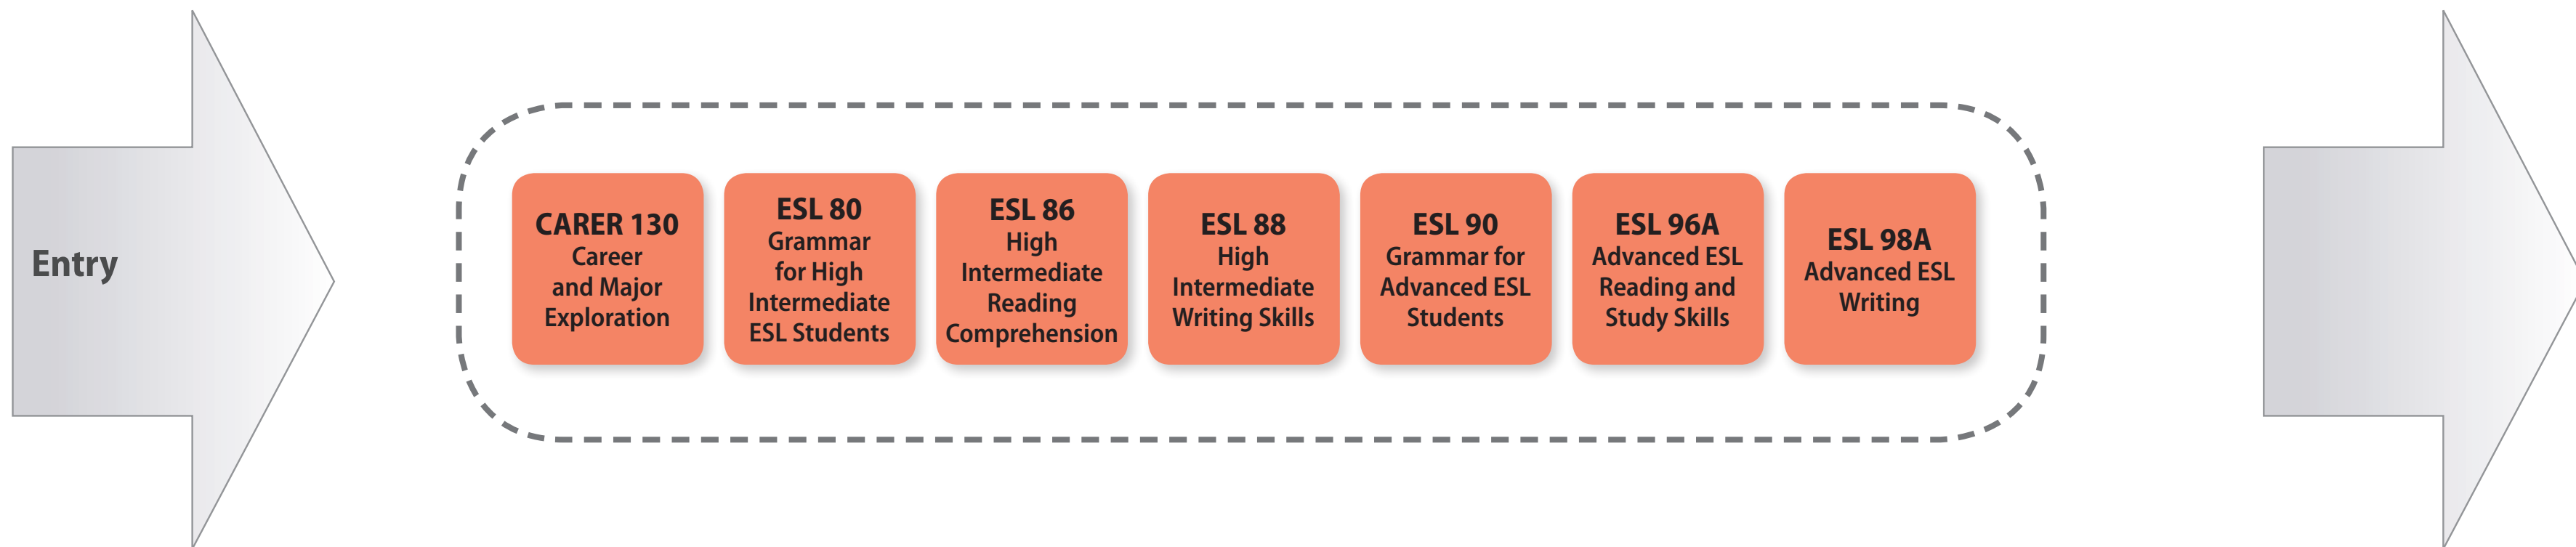 Entry
CARER 130
Career
and Major
Exploration
ESL 80
Grammar
for High
Intermediate
ESL Students
ESL 86
High
Intermediate
Reading
Comprehension
ESL 88
High
Intermediate
Writing Skills
ESL 90
Grammar for
Advanced ESL
Students
ESL 96A
Advanced ESL
Reading and
Study Skills
ESL 98A
Advanced ESL
Writing